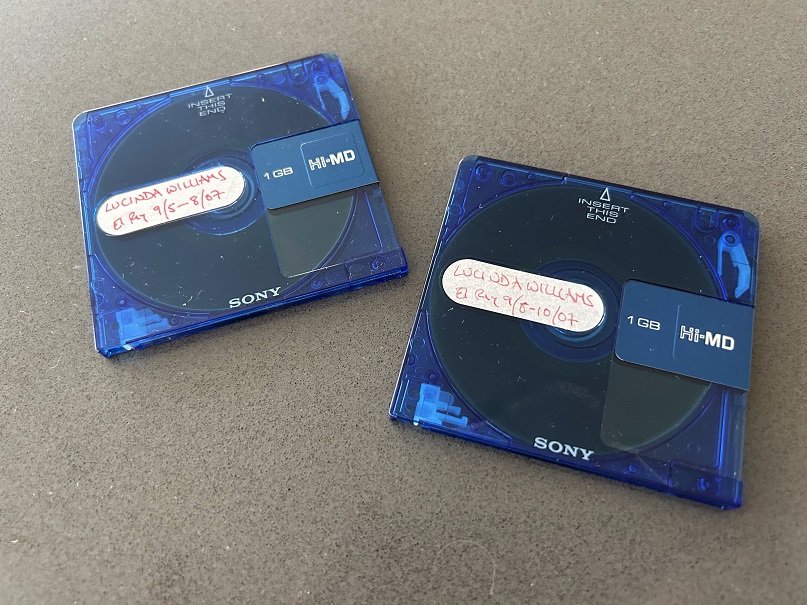 INSERT
THIS
END
1 GB Hi-MD
LUCINDA WILLIAMS
El Rey 9/5-8/07
SONY
INSERT
THIS
END
LUCINDA WILLIAMS
El Rey 9/5-10/07
1 GB Hi-MD
SONY